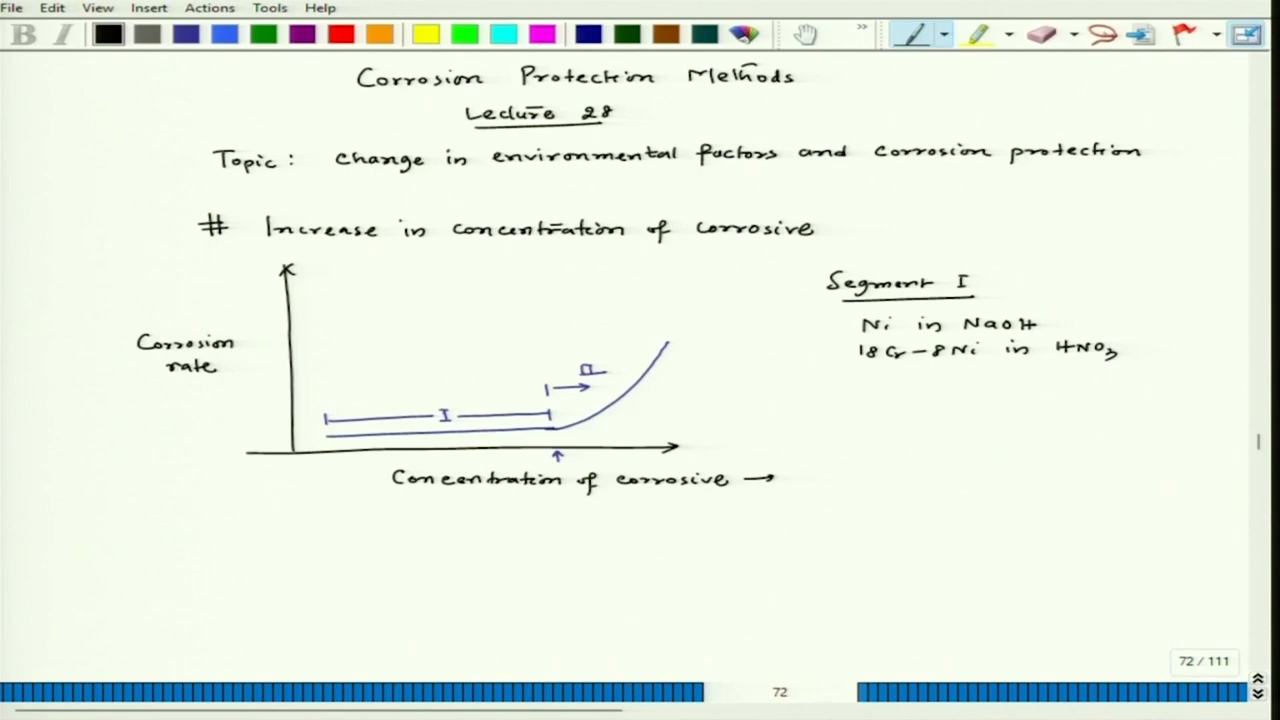 File Edit View Insert Actions Tools Help
B I
Corrosion Protection Methods
Lecture 28
Topic: Change in environmental factors and corrosion protection
# Increase in concentration of corrosive
Corrosion
rate
I
II
Concentration of corrosive →
Segment I
Ni in NaOH
18Cr-8Ni in HNO3
72 / 111
72